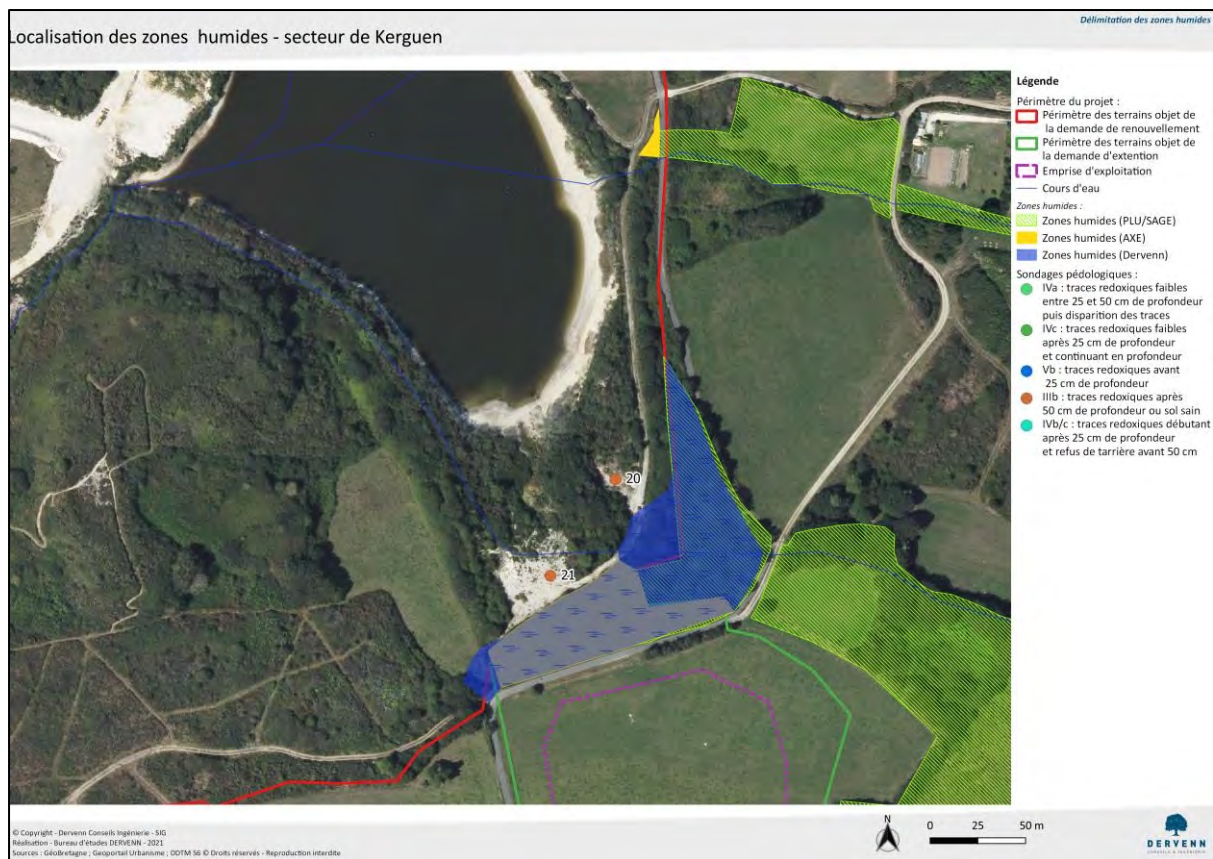 Délimitation des zones humides
Localisation des zones humides - secteur de Kerguen
Légende
Périmètre du projet :
Périmètre des terrains objet de
la demande de renouvellement
Périmètre des terrains objet de
la demande d'extention
Emprise d'exploitation
Cours d'eau
Zones humides :
Zones humides (PLU/SAGE)
Zones humides (AXE)
Zones humides (Dervenn)
Sondages pédologiques :
IVa : traces redoxiques faibles
entre 25 et 50 cm de profondeur
puis disparition des traces
IVc : traces redoxiques faibles
après 25 cm de profondeur
et continuant en profondeur
Vb : traces redoxiques avant
25 cm de profondeur
IIIb : traces redoxiques après
50 cm de profondeur ou sol sain
IVb/c : traces redoxiques débutant
après 25 cm de profondeur
et refus de tarrière avant 50 cm
20
21
© Copyright - Dervenn Conseils Ingénierie - SIG
Réalisation - Bureau d'études DERVENN - 2021
Sources : GéoBretagne ; Geoportail Urbanisme ; DDTM 56 © Droits réservés - Reproduction interdite
N
0 25 50 m
DERVENN
CONSEILS & INGÉNIERIE